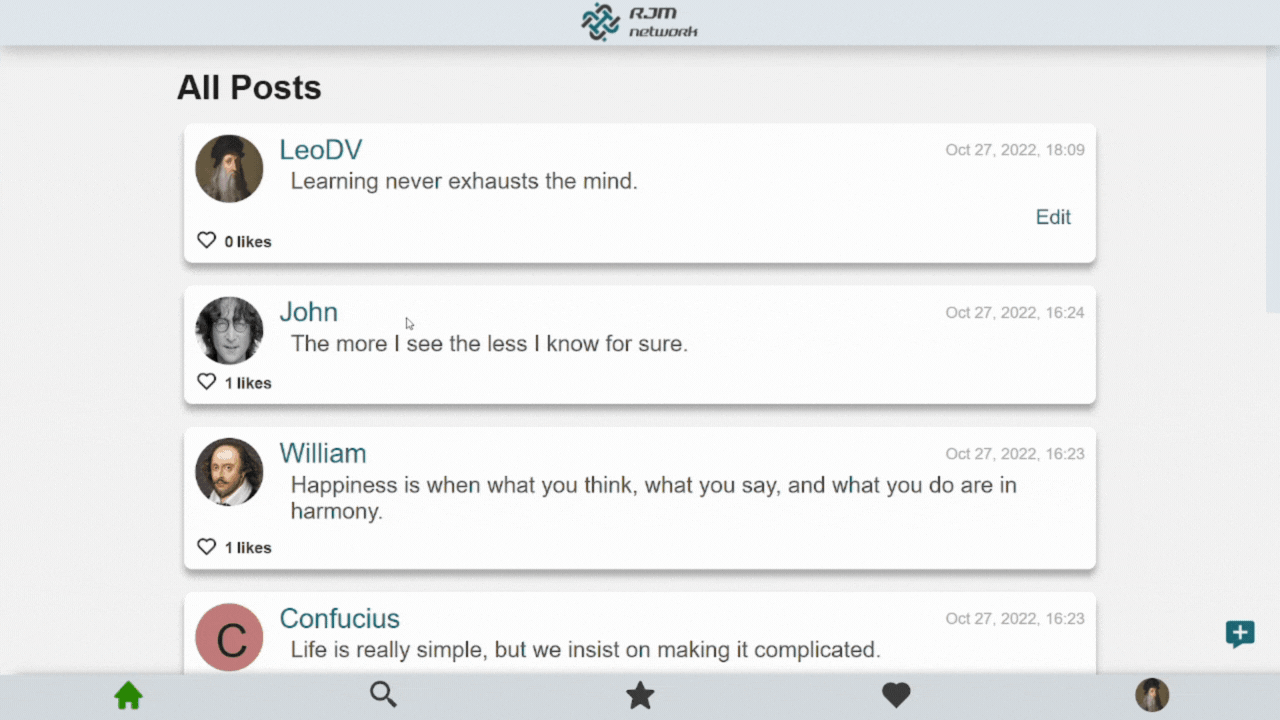 RJM
network
All Posts
LeoDV
Oct 27, 2022, 18:09
Learning never exhausts the mind.
Edit
0 likes
John
Oct 27, 2022, 16:24
The more I see the less I know for sure.
1 likes
William
Oct 27, 2022, 16:23
Happiness is when what you think, what you say, and what you do are in
harmony.
1 likes
C
Confucius
Oct 27, 2022, 16:23
Life is really simple, but we insist on making it complicated.